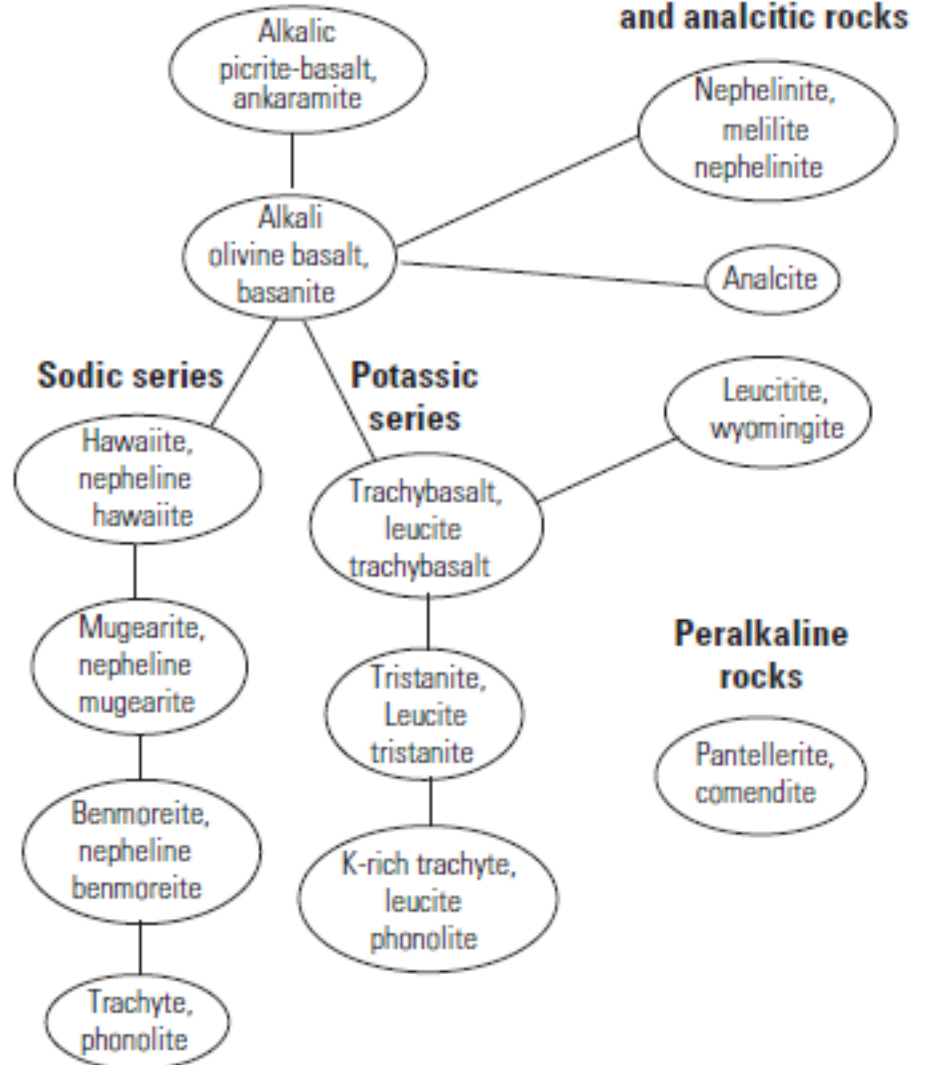 and analcitic rocks
Alkalic
picrite-basalt,
ankaramite
Nephelinite,
melilite
nephelinite
Alkali
olivine basalt,
basanite
Analcite
Sodic series
Potassic
series
Leucitite,
wyomingite
Hawaiite,
nepheline
hawaiite
Trachybasalt,
leucite
trachybasalt
Mugearite,
nepheline
mugearite
Tristanite,
Leucite
tristanite
Peralkaline
rocks
Pantellerite,
comendite
Benmoreite,
nepheline
benmoreite
K-rich trachyte,
leucite
phonolite
Trachyte,
phonolite